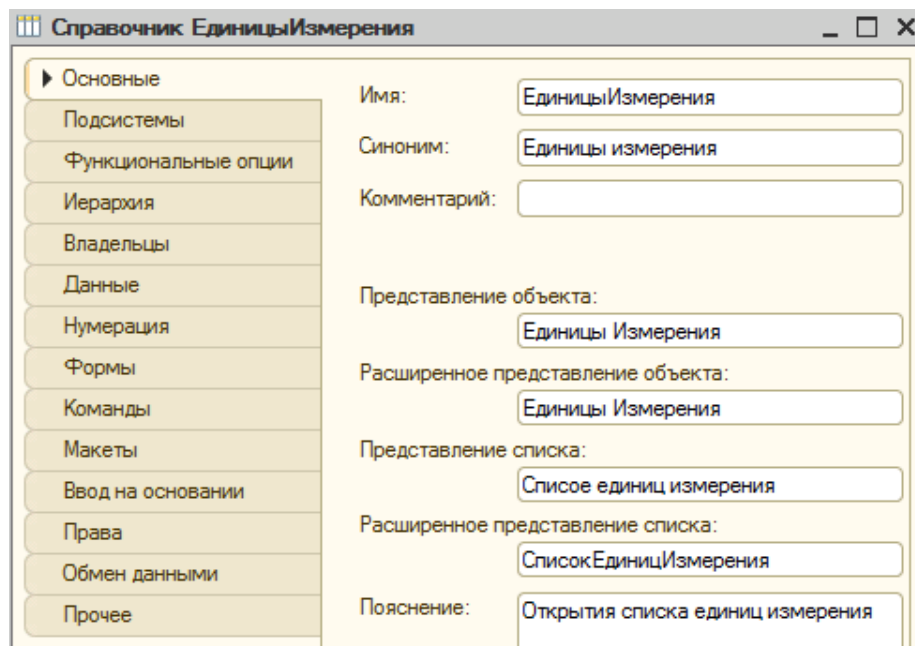 Справочник ЕдиницыИзмерения
Основные
Подсистемы
Функциональные опции
Иерархия
Владельцы
Данные
Нумерация
Формы
Команды
Макеты
Ввод на основании
Права
Обмен данными
Прочее
Имя: ЕдиницыИзмерения
Синоним: Единицы измерения
Комментарий:
Представление объекта:
Единицы Измерения
Расширенное представление объекта:
Единицы Измерения
Представление списка:
Списое единиц измерения
Расширенное представление списка:
СписокЕдиницИзмерения
Пояснение: Открытия списка единиц измерения